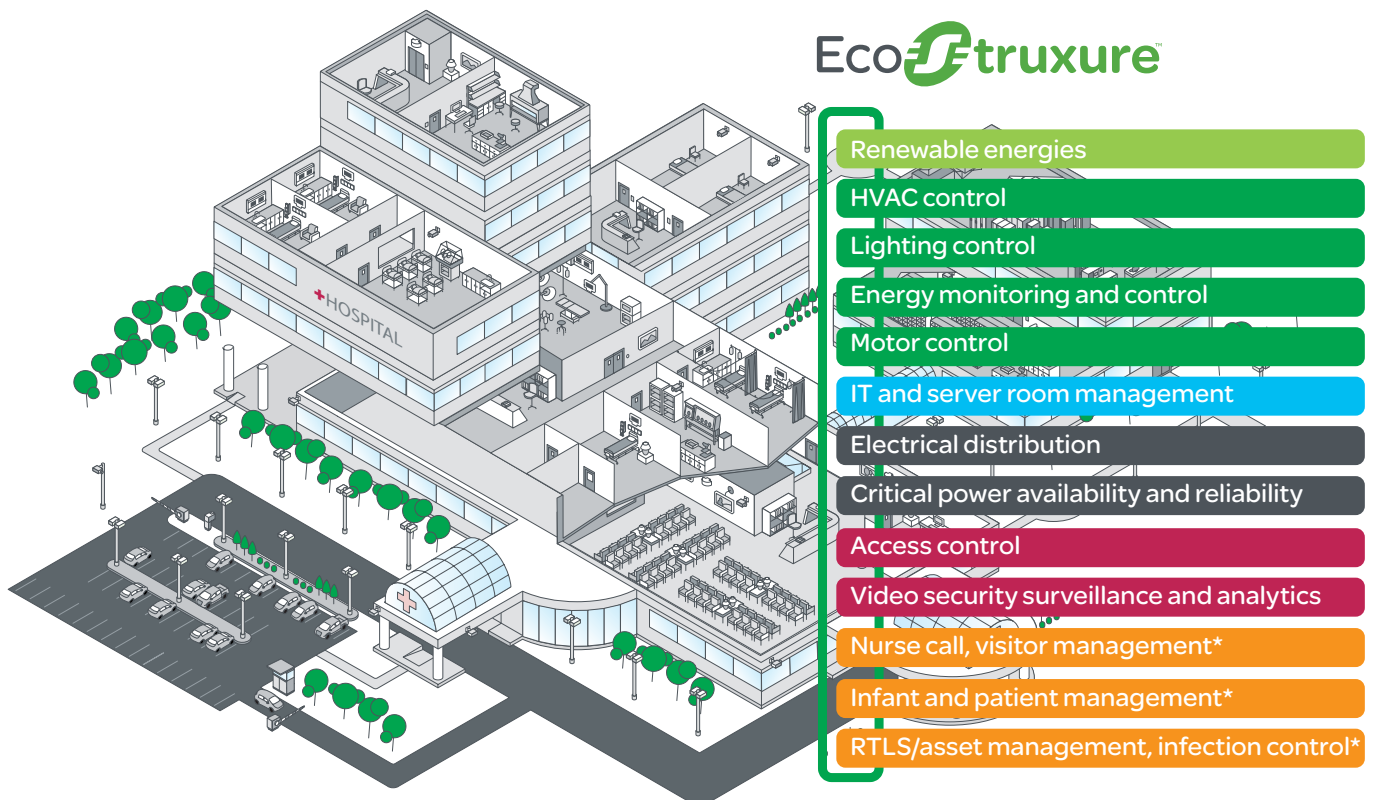 EcoStruxure™
Renewable energies
HVAC control
Lighting control
Energy monitoring and control
Motor control
IT and server room management
Electrical distribution
Critical power availability and reliability
Access control
Video security surveillance and analytics
Nurse call, visitor management*
Infant and patient management*
RTLS/asset management, infection control*
HOSPITAL